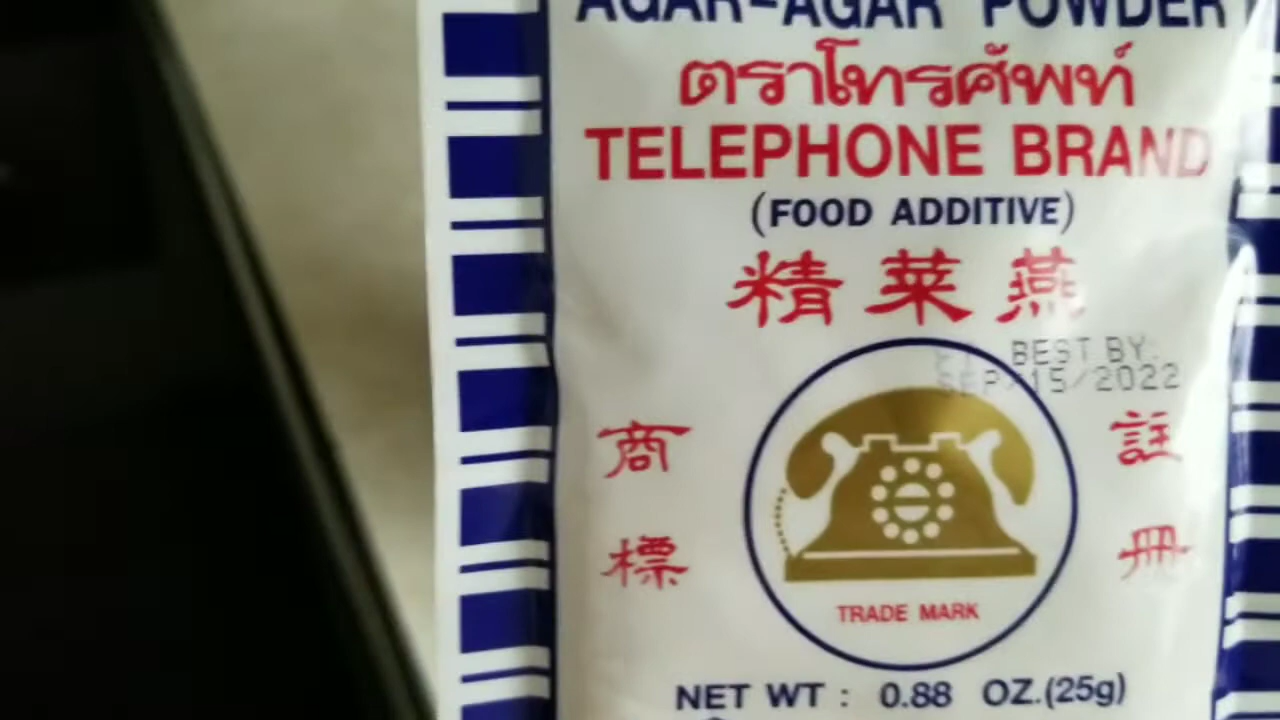 AGAR-AGAR POWDER
ตราโทรศัพท์
TELEPHONE BRAND
(FOOD ADDITIVE)
精菜燕
BEST BY
SEP/15/2022
商 註
標 冊
TRADE MARK
NET WT : 0.88 OZ.(25g)